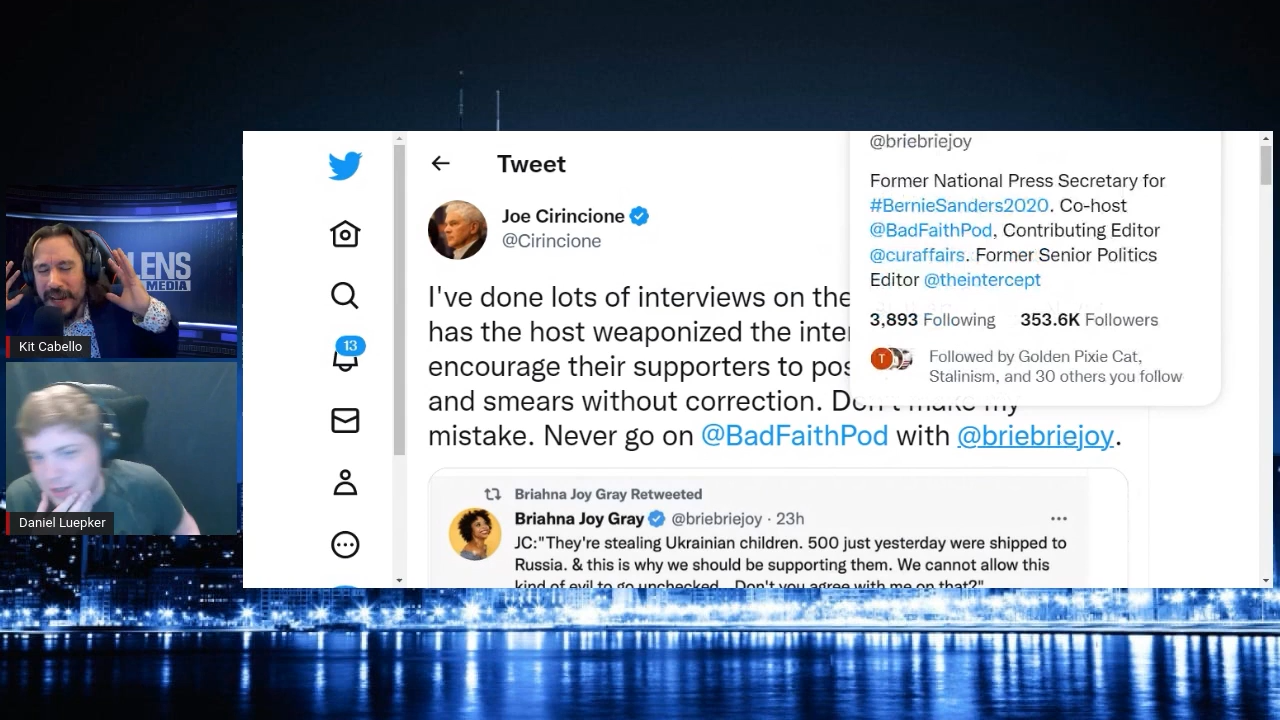 LENS
MEDIA
Kit Cabello
Daniel Luepker
13
Tweet
Joe Cirincione
@Cirincione
I've done lots of interviews on the
has the host weaponized the inter
encourage their supporters to pos
and smears without correction. Don't make my
mistake. Never go on @BadFaithPod with @briebriejoy.
@briebriejoy
Former National Press Secretary for
#BernieSanders2020. Co-host
@BadFaithPod, Contributing Editor
@curaffairs. Former Senior Politics
Editor @theintercept
3,893 Following 353.6K Followers
T
Followed by Golden Pixie Cat,
Stalinism, and 30 others you follow
Briahna Joy Gray Retweeted
Briahna Joy Gray @briebriejoy · 23h
JC:"They're stealing Ukrainian children. 500 just yesterday were shipped to
Russia. & this is why we should be supporting them. We cannot allow this
kind of evil to go unchecked...Don't you agree with me on that?"